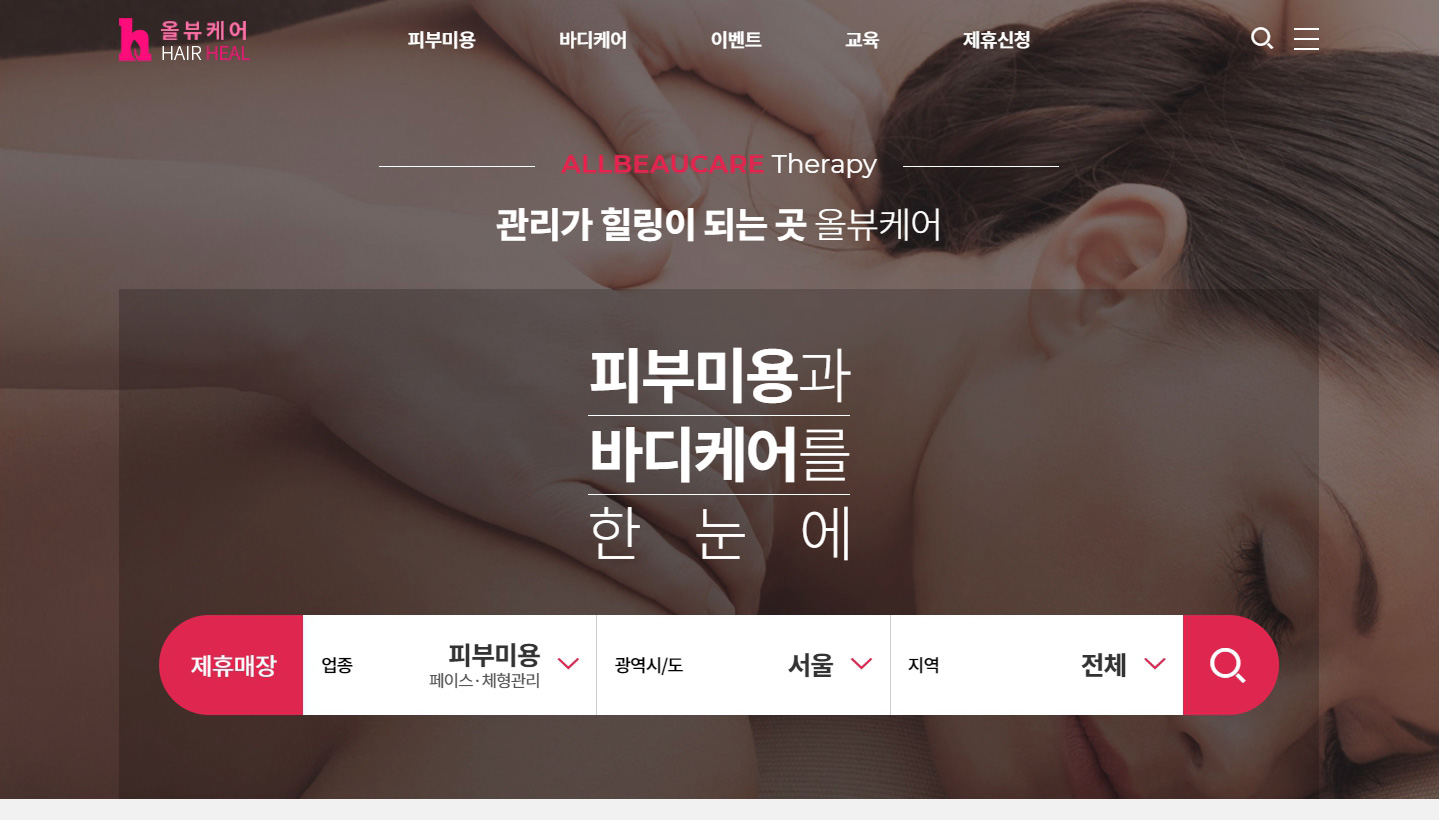 올뷰케어
HAIR HEAL
피부미용 바디케어 이벤트 교육 제휴신청
ALLBEAUCARE Therapy
관리가 힐링이 되는 곳 올뷰케어
피부미용과
바디케어를
한 눈 에
제휴매장 업종 피부미용 광역시/도 서울 지역 전체
페이스·체형관리